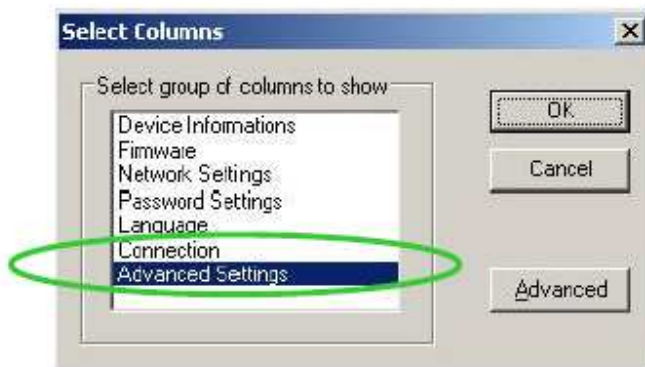 Select Columns
Select group of columns to show
Device Informations
Firmware
Network Settings
Password Settings
Language
Connection
Advanced Settings
OK
Cancel
Advanced